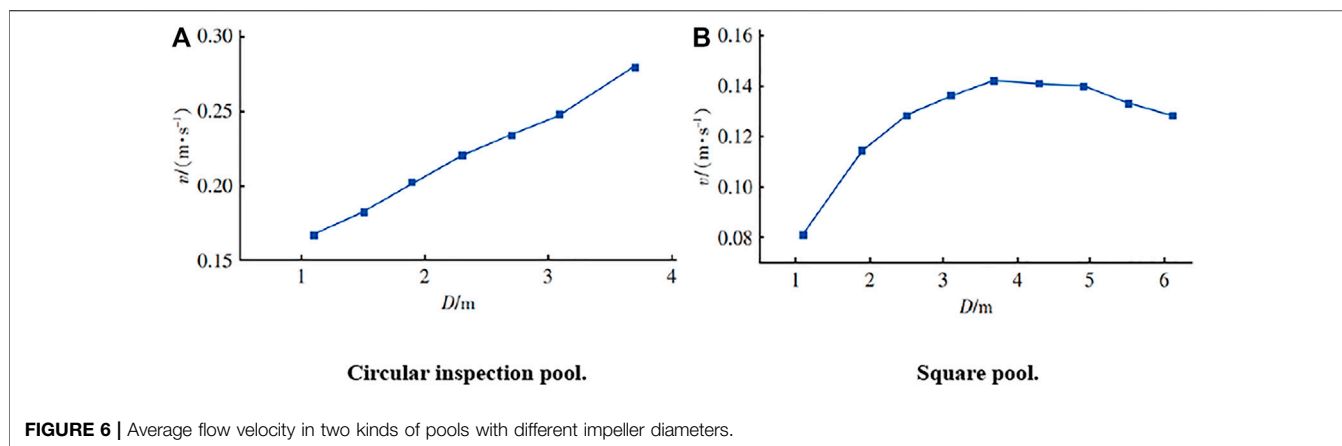 A
0.30
0.25
0.20
0.15
v/(m·s⁻¹)
1 2 3 4
D/m
Circular inspection pool.
B
0.16
0.14
0.12
0.10
0.08
v/(m·s⁻¹)
1 2 3 4 5 6
D/m
Square pool.
FIGURE 6 | Average flow velocity in two kinds of pools with different impeller diameters.